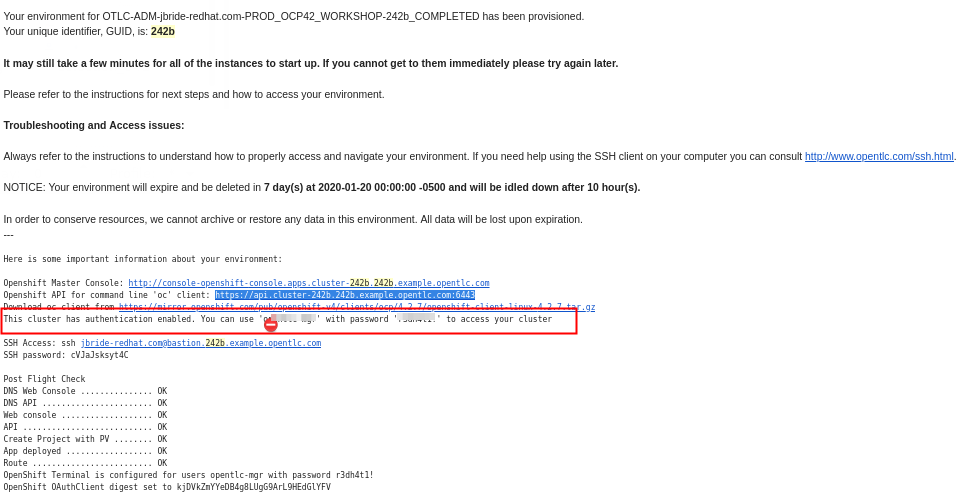 Your environment for OTLC-ADM-jbride-redhat.com-PROD_OCP42_WORKSHOP-242b_COMPLETED has been provisioned.
Your unique identifier, GUID, is: 242b
It may still take a few minutes for all of the instances to start up. If you cannot get to them immediately please try again later.
Please refer to the instructions for next steps and how to access your environment.
Troubleshooting and Access issues:
Always refer to the instructions to understand how to properly access and navigate your environment. If you need help using the SSH client on your computer you can consult http://www.opentlc.com/ssh.html.
NOTICE: Your environment will expire and be deleted in 7 day(s) at 2020-01-20 00:00:00 -0500 and will be idled down after 10 hour(s).
In order to conserve resources, we cannot archive or restore any data in this environment. All data will be lost upon expiration.
---
Here is some important information about your environment:
Openshift Master Console: http://console-openshift-console.apps.cluster-242b.242b.example.opentlc.com
Openshift API for command line 'oc' client: https://api.cluster-242b.242b.example.opentlc.com:6443
Download oc client from https://mirror.openshift.com/pub/openshift-v4/clients/ocp/4.2.7/openshift-client-linux-4.2.7.tar.gz
This cluster has authentication enabled. You can use with password to access your cluster
SSH Access: ssh jbride-redhat.com@bastion.242b.example.opentlc.com
SSH password: cVJaJsksyt4C
Post Flight Check
DNS Web Console ............... OK
DNS API ....................... OK
Web console ................... OK
API ........................... OK
Create Project with PV ........ OK
App deployed .................. OK
Route ......................... OK
OpenShift Terminal is configured for users opentlc-mgr with password r3dh4t1!
OpenShift OAuthClient digest set to kjDVkZmYYeDB4g8LUgG9ArL9HEdGlYFV